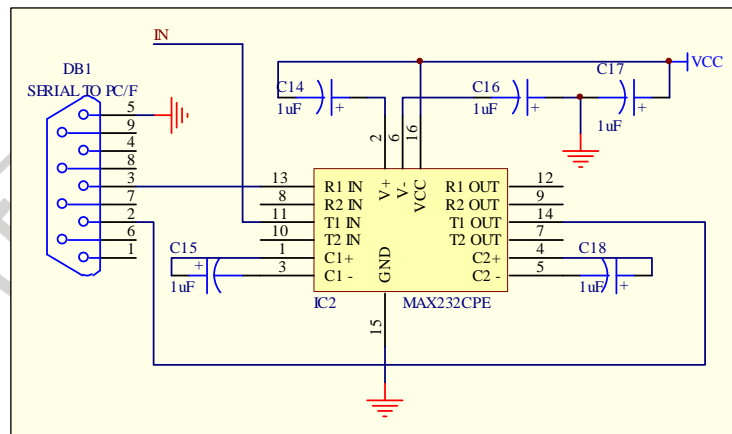 IN
DB1
SERIAL TO PC/F
5
9
4
8
3
7
2
6
1
C14
1uF
+
C16
1uF
+
C17
1uF
+
VCC
2
6
16
V+
V-
VCC
13
R1 IN
8
R2 IN
11
T1 IN
10
T2 IN
1
C1+
3
C1 -
R1 OUT
12
R2 OUT
9
T1 OUT
14
T2 OUT
7
C2+
4
C2 -
5
GND
15
C15
+
1uF
C18
1uF
+
IC2
MAX232CPE